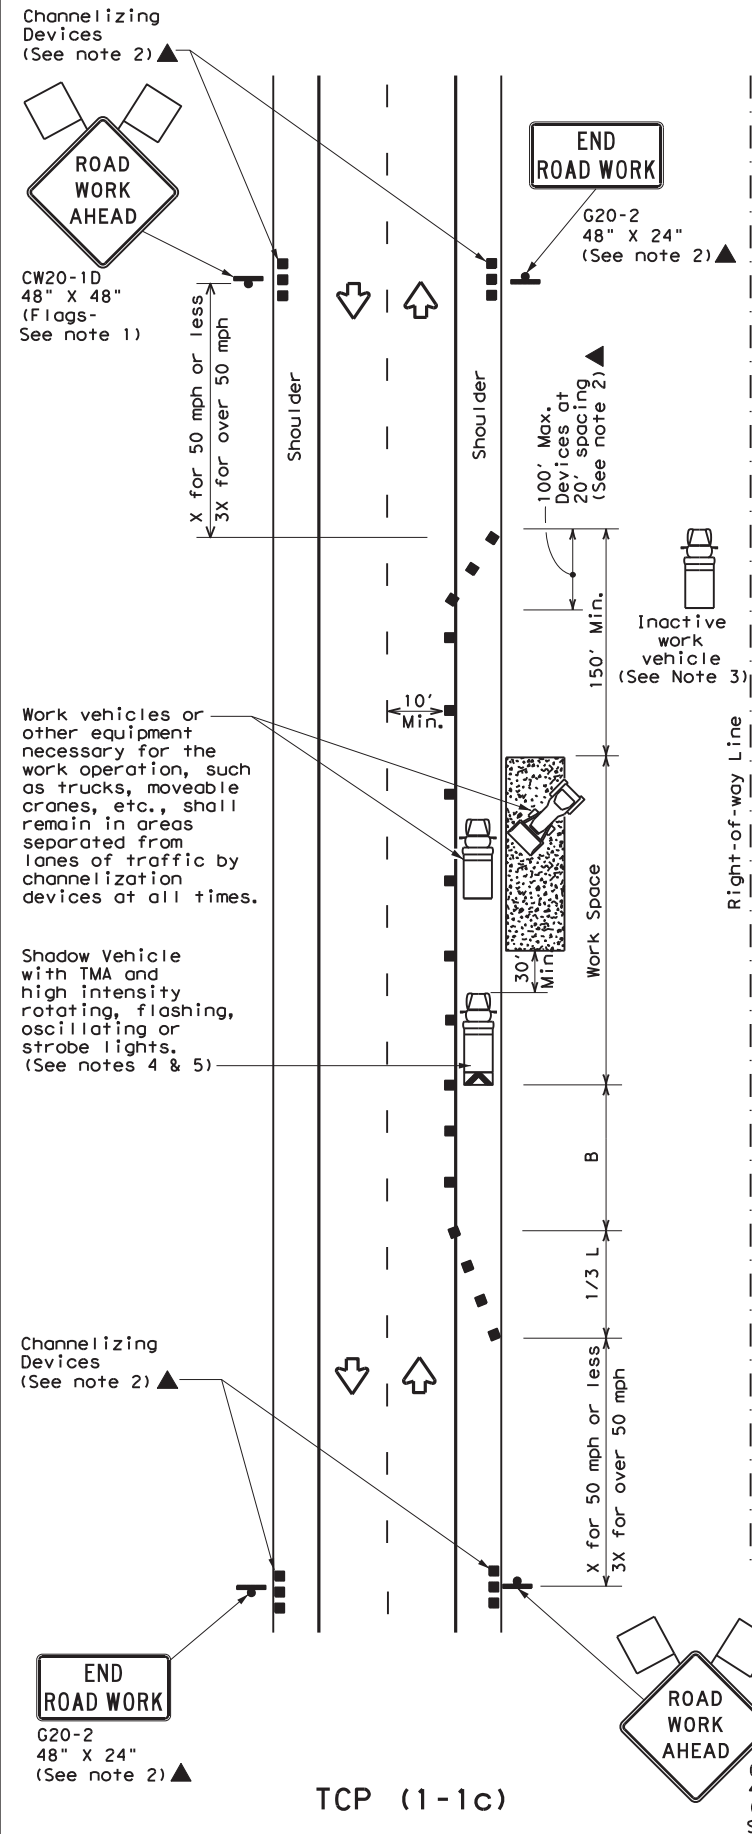 Channelizing
Devices
(See note 2)
ROAD
WORK
AHEAD
CW20-1D
48" X 48"
(Flags-
See note 1)
END
ROAD WORK
G20-2
48" X 24"
(See note 2)
X for 50 mph or less
3X for over 50 mph
Shoulder
Shoulder
100' Max.
Devices at
20' spacing
(See note 2)
150' Min.
Inactive
work
vehicle
(See Note 3)
10'
Min.
Work vehicles or
other equipment
necessary for the
work operation, such
as trucks, moveable
cranes, etc., shall
remain in areas
separated from
lanes of traffic by
channelization
devices at all times.
Right-of-way Line
Work Space
30'
Min.
Shadow Vehicle
with TMA and
high intensity
rotating, flashing,
oscillating or
strobe lights.
(See notes 4 & 5)
B
1/3 L
Channelizing
Devices
(See note 2)
X for 50 mph or less
3X for over 50 mph
END
ROAD WORK
G20-2
48" X 24"
(See note 2)
ROAD
WORK
AHEAD
TCP (1-1c)